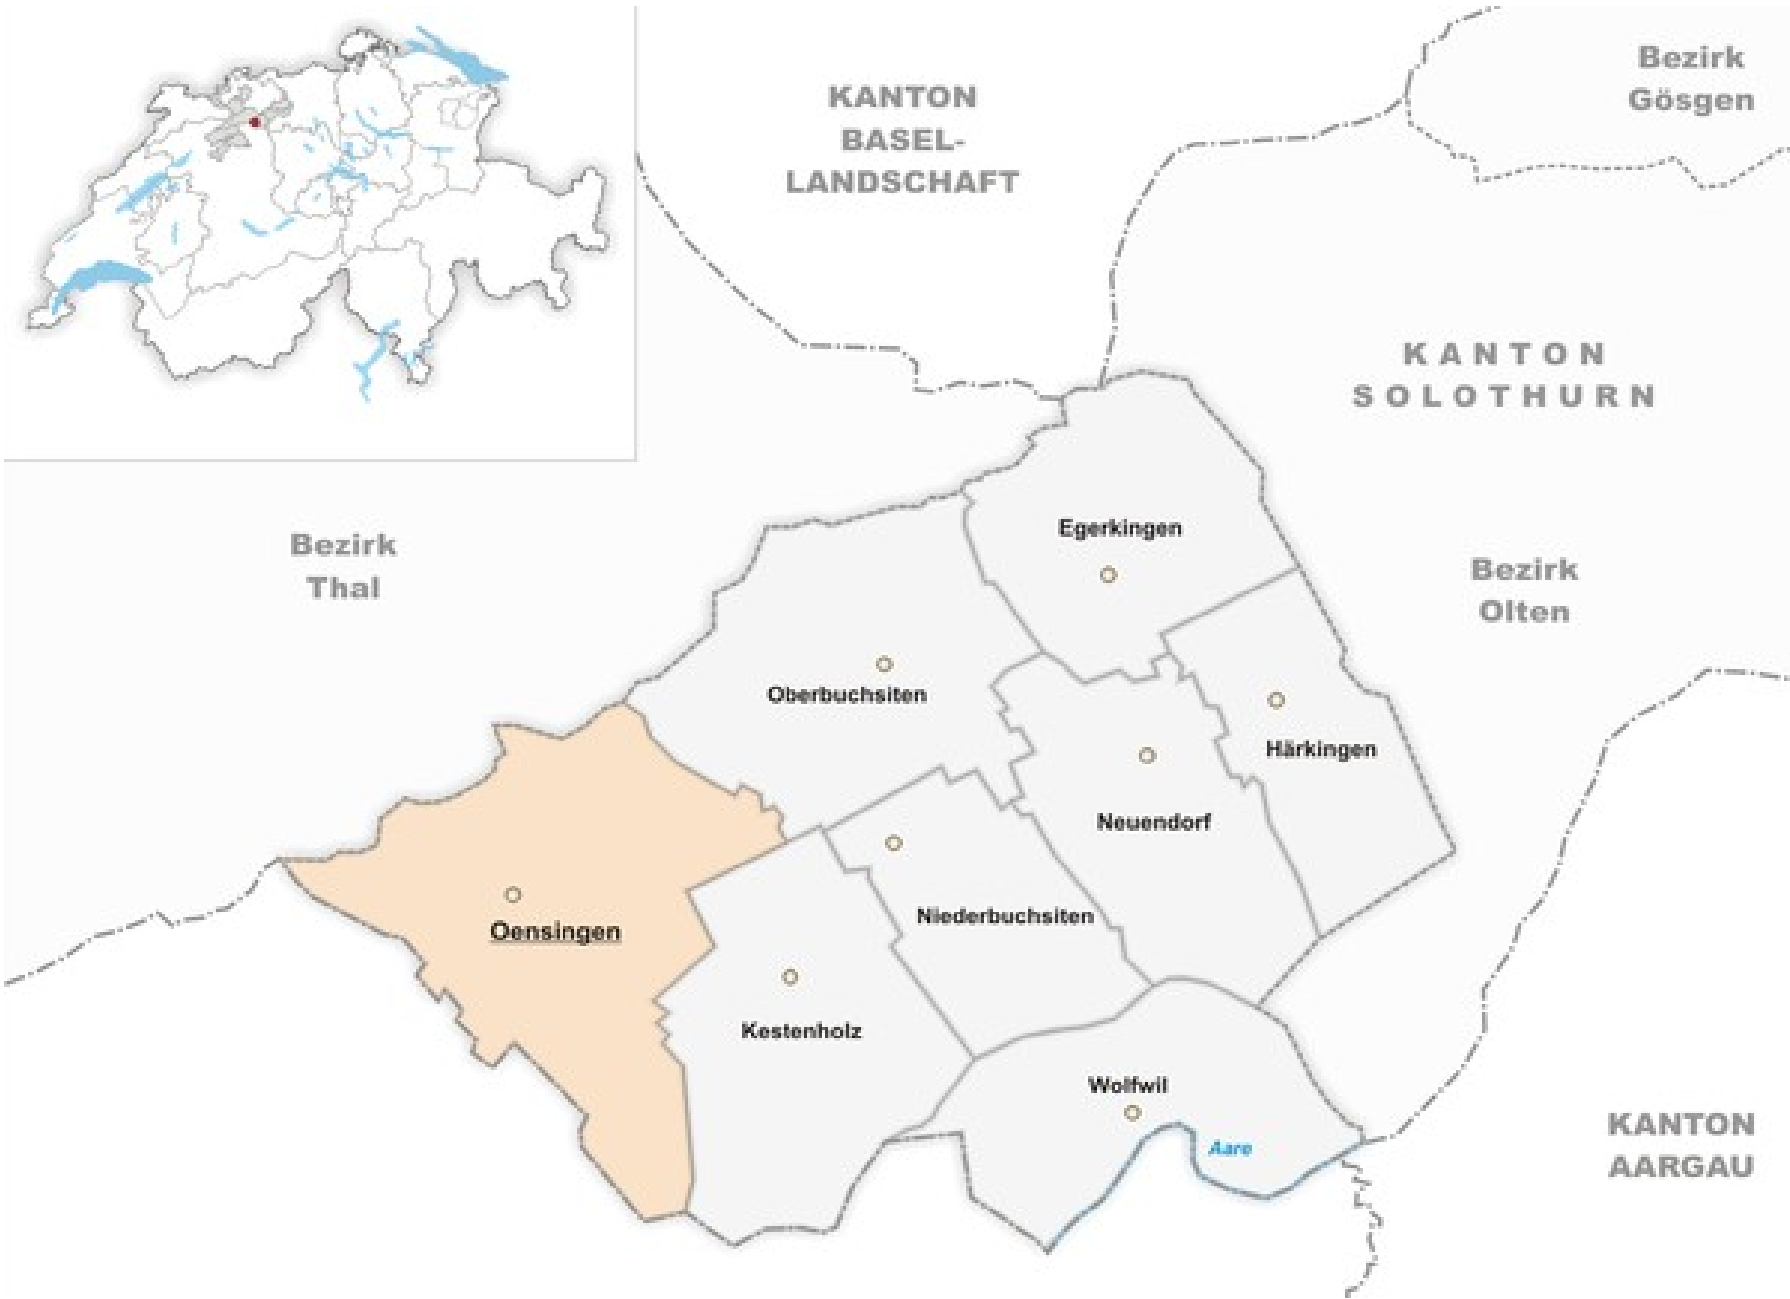 Bezirk
Gösgen
KANTON
BASEL-
LANDSCHAFT
KANTON
SOLOTHURN
Bezirk
Thal
Egerkingen
Bezirk
Olten
Oberbuchsiten
Härkingen
Neuendorf
Niederbuchsiten
Oensingen
Kestenholz
Wolfwil
Aare
KANTON
AARGAU